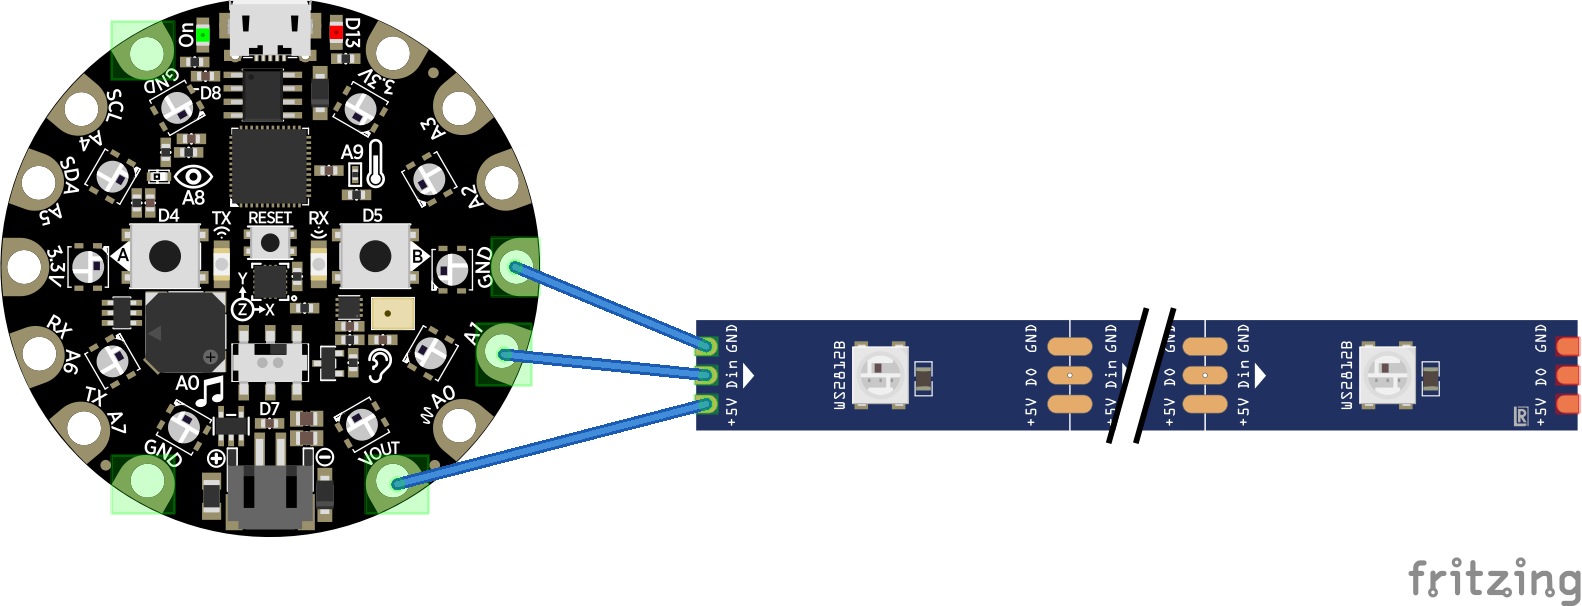 On
D13
GND
D8
3.3V
SCL
A4
A3
SDA
A5
A8
A9
A2
D4
TX
RESET
RX
D5
A
B
3.3V
GND
Y
Z
X
RX
A6
A1
TX
A7
A0
D7
A0
GND
VOUT
+
-
GND
Din
+5V
WS2812B
GND
DO
+5V
GND
Din
+5V
GND
DO
+5V
GND
Din
+5V
WS2812B
R
GND
DO
+5V
fritzing